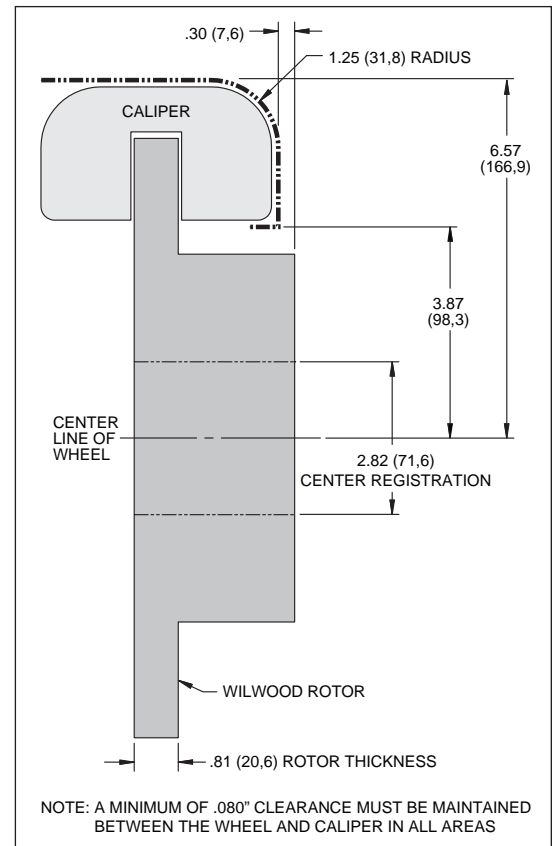 .30 (7,6)
1.25 (31,8) RADIUS
CALIPER
6.57
(166,9)
3.87
(98,3)
CENTER
LINE OF
WHEEL
2.82 (71,6)
CENTER REGISTRATION
WILWOOD ROTOR
.81 (20,6) ROTOR THICKNESS
NOTE: A MINIMUM OF .080" CLEARANCE MUST BE MAINTAINED
BETWEEN THE WHEEL AND CALIPER IN ALL AREAS